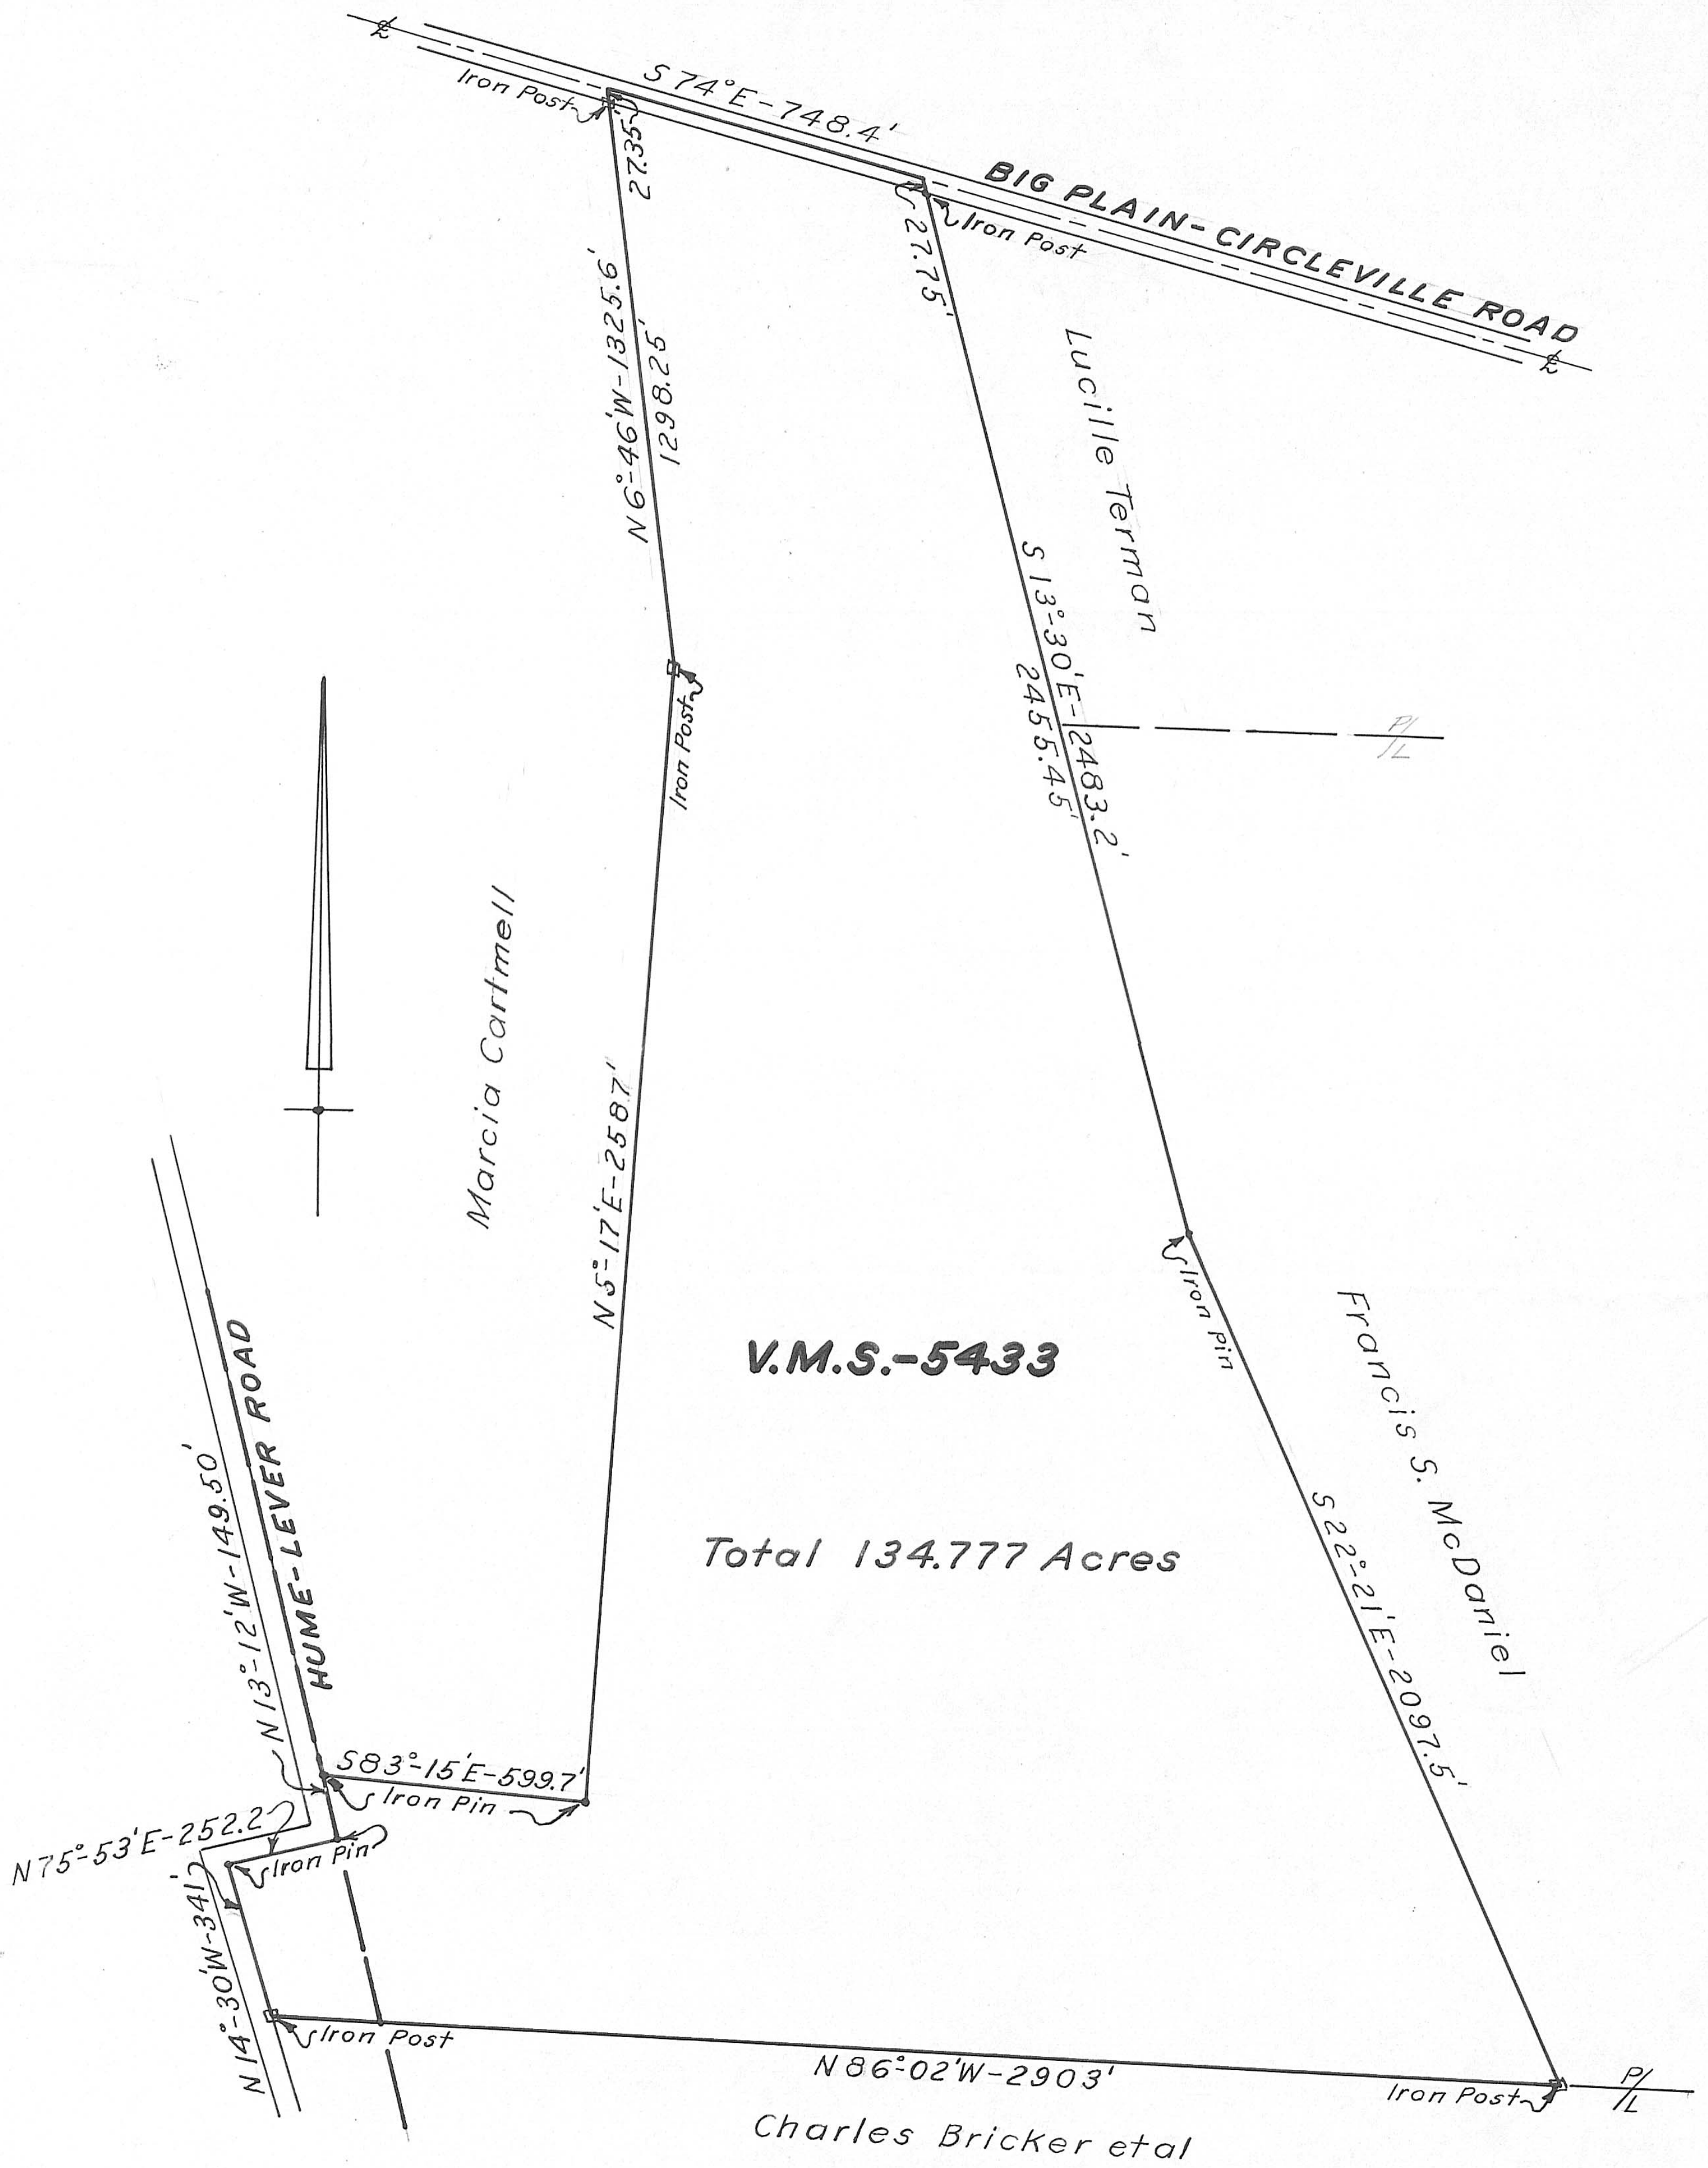 ℄
Iron Post
S 74° E - 748.4'
27.35'
BIG PLAIN-CIRCLEVILLE ROAD
Iron Post
27.75'
℄
N 6°-46' W - 1325.6'
1298.25'
Lucille Terman
S 13°-30' E - 2483.2'
2455.45'
P/L
Iron Post
Marcia Cartmell
N 5°-17' E - 2587'
Iron Pin
Francis S. McDaniel
V.M.S.-5433
HUME-LEVER ROAD
N 13°-12' W - 149.50'
Total 134.777 Acres
S 22°-21' E - 2097.5'
S 83°-15' E - 599.7'
Iron Pin
N 75°-53' E - 252.2'
Iron Pin
N 14°-30' W - 341'
Iron Post
N 86°-02' W - 2903'
Iron Post
P/L
Charles Bricker et al